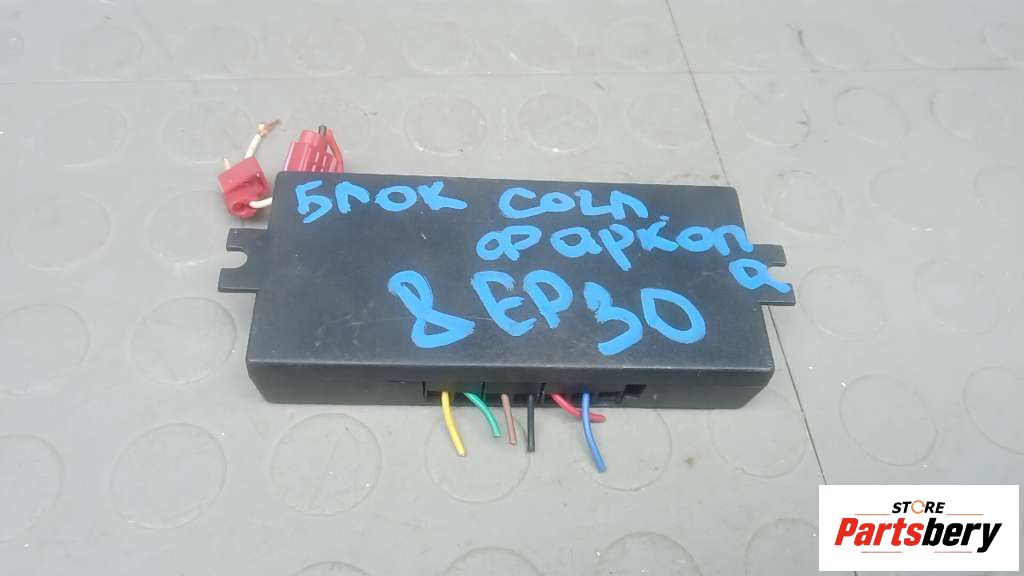 БЛОК СОГЛ.
ФАРКОП
А
8EP30
STORE
Partsbery